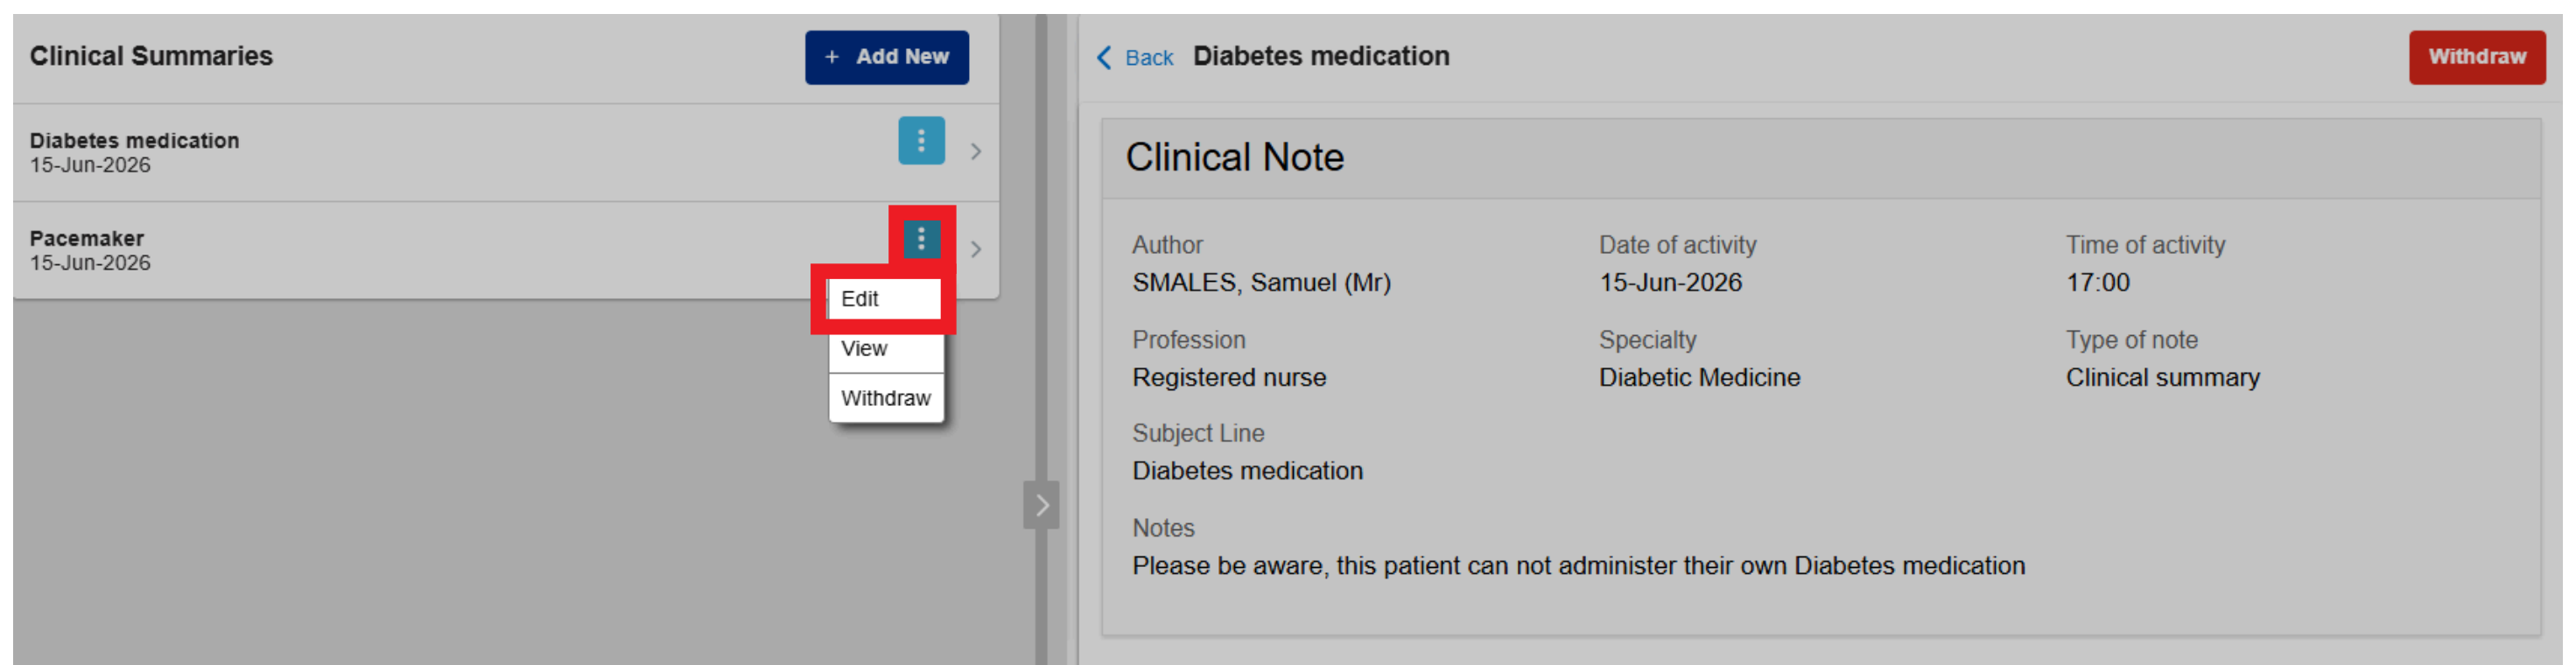 Clinical Summaries
+ Add New
Diabetes medication
15-Jun-2026
Pacemaker
15-Jun-2026
Edit
View
Withdraw
Back Diabetes medication
Withdraw
Clinical Note
Author Date of activity Time of activity
SMALES, Samuel (Mr) 15-Jun-2026 17:00
Profession Specialty Type of note
Registered nurse Diabetic Medicine Clinical summary
Subject Line
Diabetes medication
Notes
Please be aware, this patient can not administer their own Diabetes medication